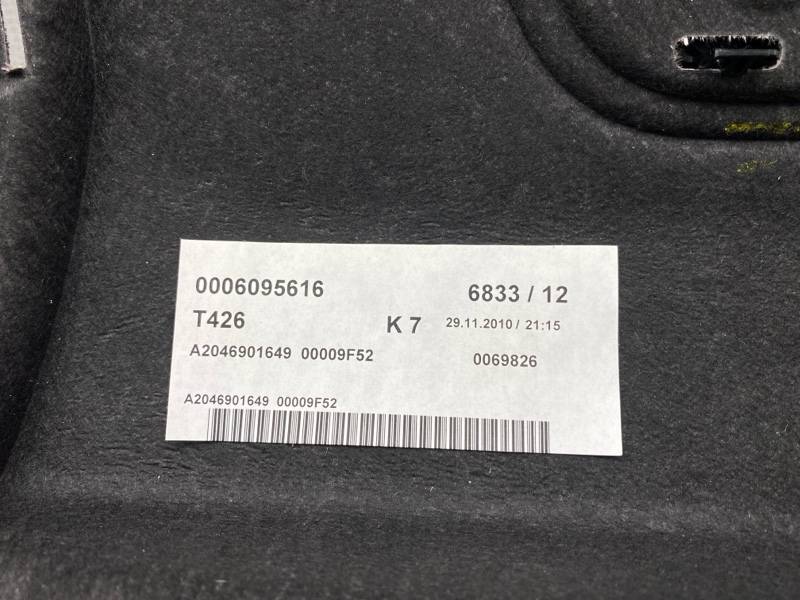 0006095616 6833 / 12
T426 K 7 29.11.2010 / 21:15
A2046901649 00009F52 0069826
A2046901649 00009F52